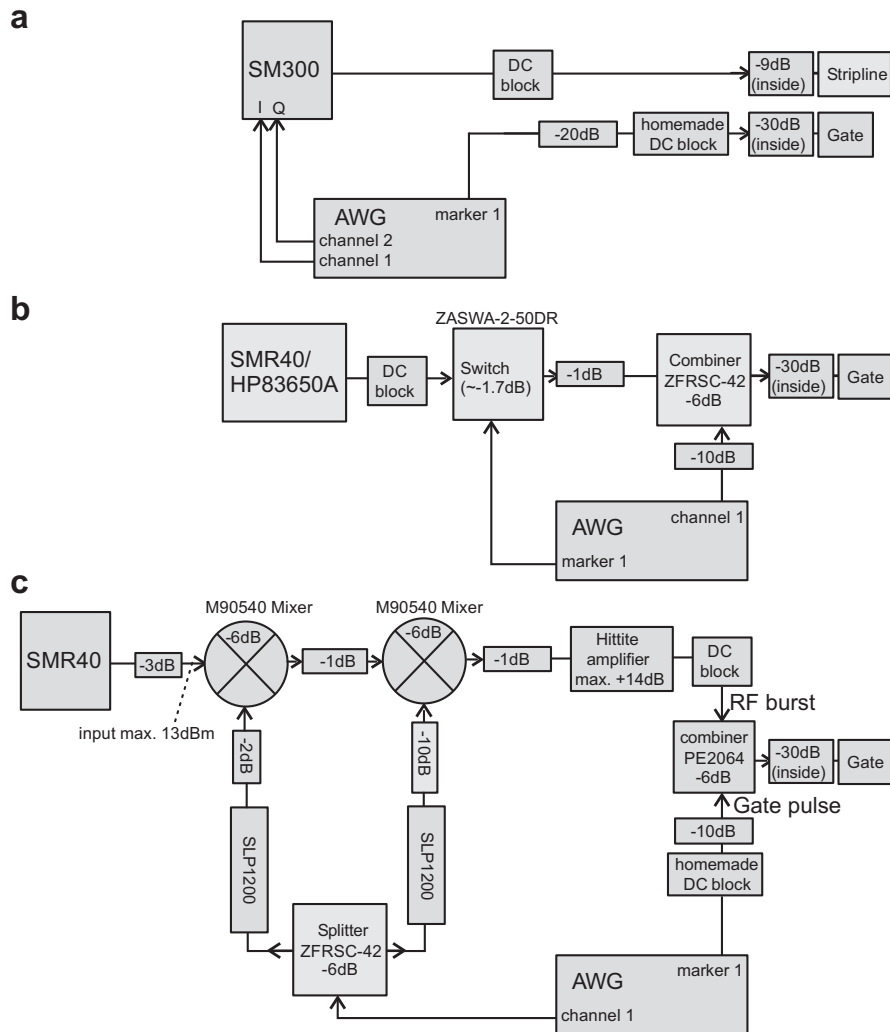 a
SM300
I Q
DC
block
-9dB
(inside)
Stripline
-20dB
homemade
DC block
-30dB
(inside)
Gate
AWG
marker 1
channel 2
channel 1
b
ZASWA-2-50DR
SMR40/
HP83650A
DC
block
Switch
(~-1.7dB)
-1dB
Combiner
ZFRSC-42
-6dB
-30dB
(inside)
Gate
-10dB
AWG
channel 1
marker 1
c
M90540 Mixer
M90540 Mixer
SMR40
-3dB
-6dB
-1dB
-6dB
-1dB
Hittite
amplifier
max. +14dB
DC
block
input max. 13dBm
RF burst
-2dB
-10dB
combiner
PE2064
-6dB
-30dB
(inside)
Gate
Gate pulse
-10dB
SLP1200
SLP1200
homemade
DC block
Splitter
ZFRSC-42
-6dB
AWG
marker 1
channel 1